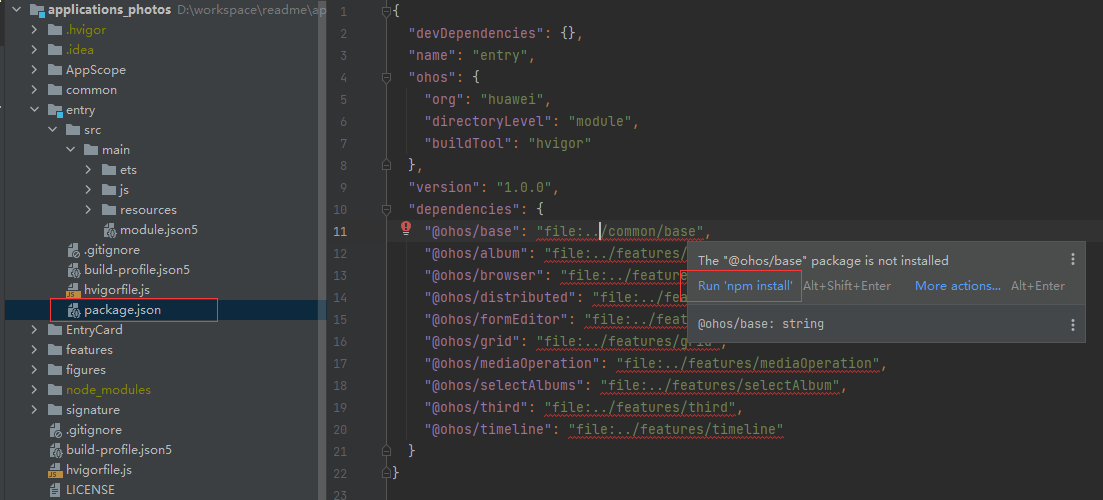 applications_photos D:\workspace\readme\ap
.hvigor
.idea
AppScope
common
entry
src
main
ets
js
resources
module.json5
.gitignore
build-profile.json5
hvigorfile.js
package.json
EntryCard
features
figures
node_modules
signature
.gitignore
build-profile.json5
hvigorfile.js
LICENSE
1 {
2 "devDependencies": {},
3 "name": "entry",
4 "ohos": {
5 "org": "huawei",
6 "directoryLevel": "module",
7 "buildTool": "hvigor"
8 },
9 "version": "1.0.0",
10 "dependencies": {
11 "@ohos/base": "file:../common/base",
12 "@ohos/album": "file:../features/
13 "@ohos/browser": "file:../feature
14 "@ohos/distributed": "file:../fea
15 "@ohos/formEditor": "file:../feat
16 "@ohos/grid": "file:../features/grid",
17 "@ohos/mediaOperation": "file:../features/mediaOperation",
18 "@ohos/selectAlbums": "file:../features/selectAlbum",
19 "@ohos/third": "file:../features/third",
20 "@ohos/timeline": "file:../features/timeline"
21 }
22 }
23
The "@ohos/base" package is not installed
Run 'npm install' Alt+Shift+Enter More actions... Alt+Enter
@ohos/base: string